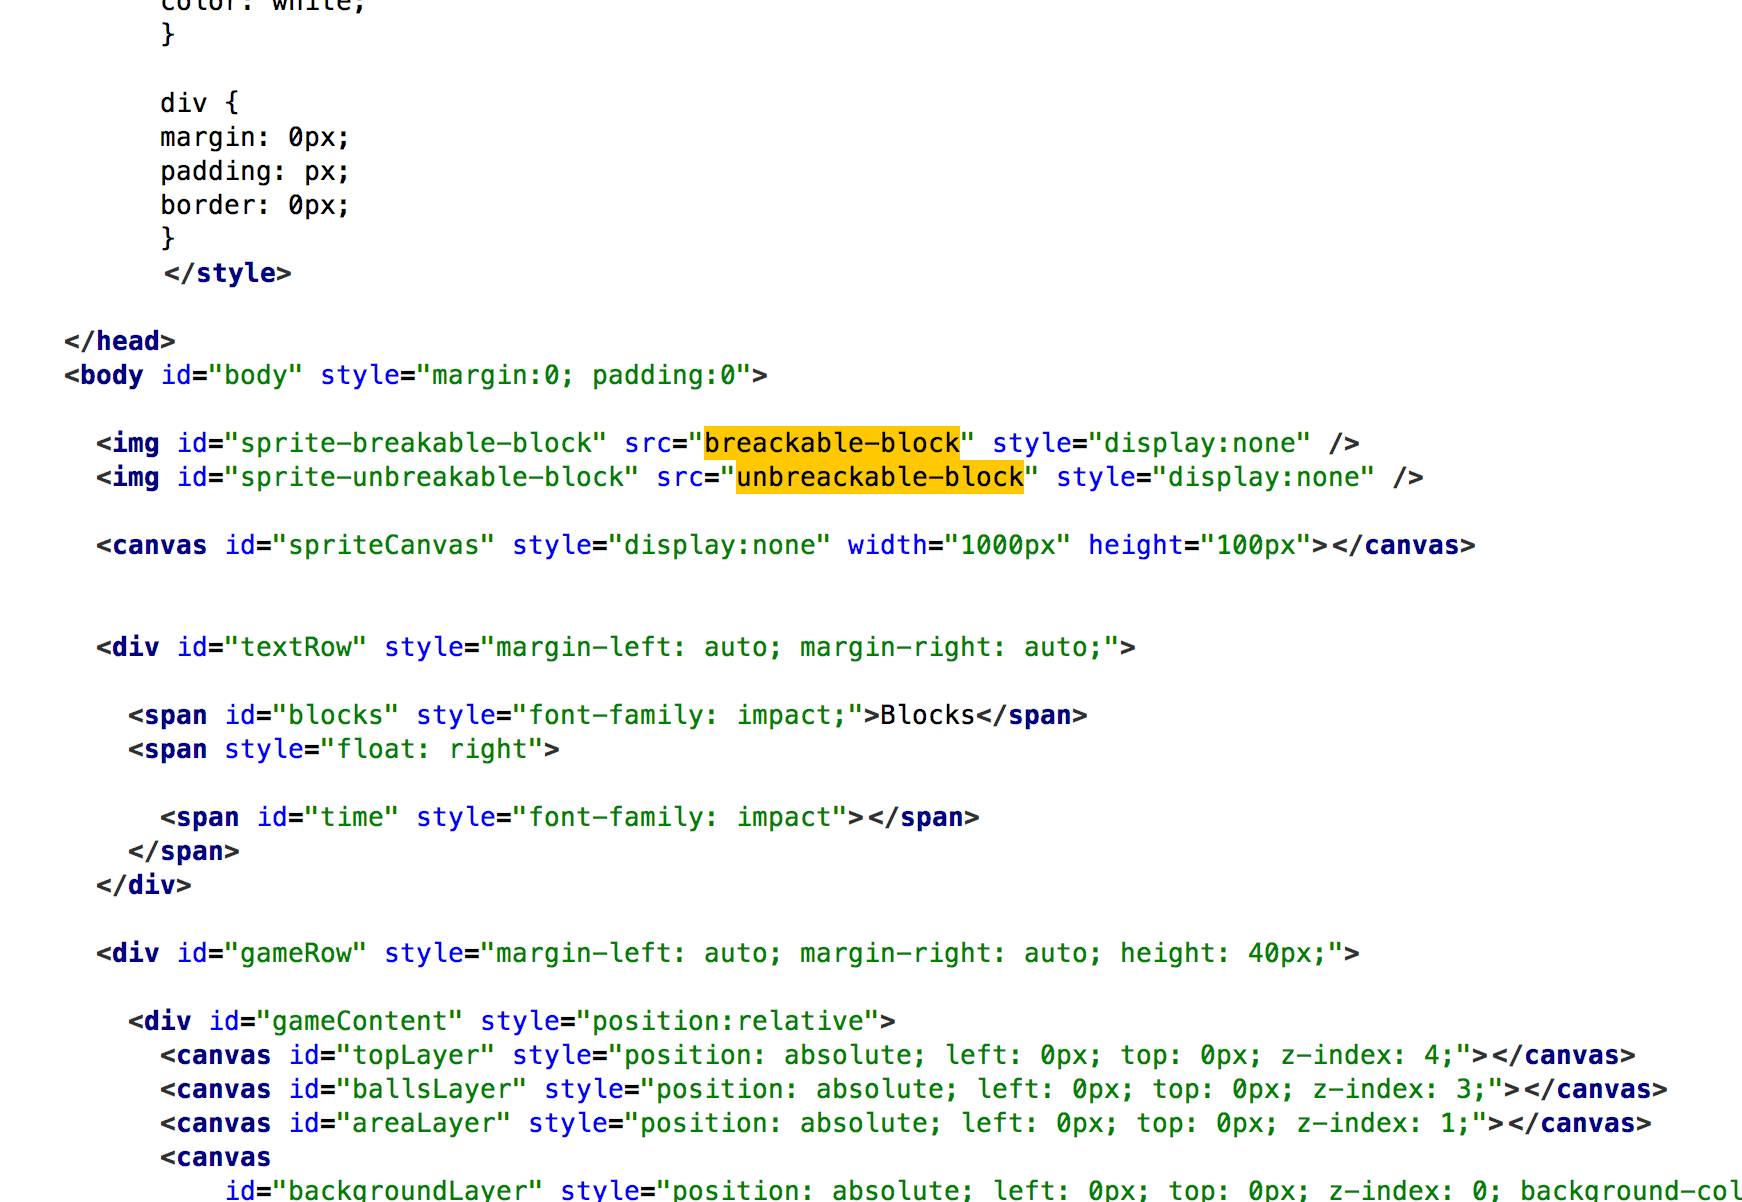 color: white;
}
div {
margin: 0px;
padding: px;
border: 0px;
}
</style>
</head>
<body id="body" style="margin:0; padding:0">
<img id="sprite-breakable-block" src="breackable-block" style="display:none" />
<img id="sprite-unbreakable-block" src="unbreackable-block" style="display:none" />
<canvas id="spriteCanvas" style="display:none" width="1000px" height="100px"></canvas>
<div id="textRow" style="margin-left: auto; margin-right: auto;">
<span id="blocks" style="font-family: impact;">Blocks</span>
<span style="float: right">
<span id="time" style="font-family: impact"></span>
</span>
</div>
<div id="gameRow" style="margin-left: auto; margin-right: auto; height: 40px;">
<div id="gameContent" style="position:relative">
<canvas id="topLayer" style="position: absolute; left: 0px; top: 0px; z-index: 4;"></canvas>
<canvas id="ballsLayer" style="position: absolute; left: 0px; top: 0px; z-index: 3;"></canvas>
<canvas id="areaLayer" style="position: absolute; left: 0px; top: 0px; z-index: 1;"></canvas>
<canvas
id="backgroundLayer" style="position: absolute; left: 0px; top: 0px; z-index: 0; background-col